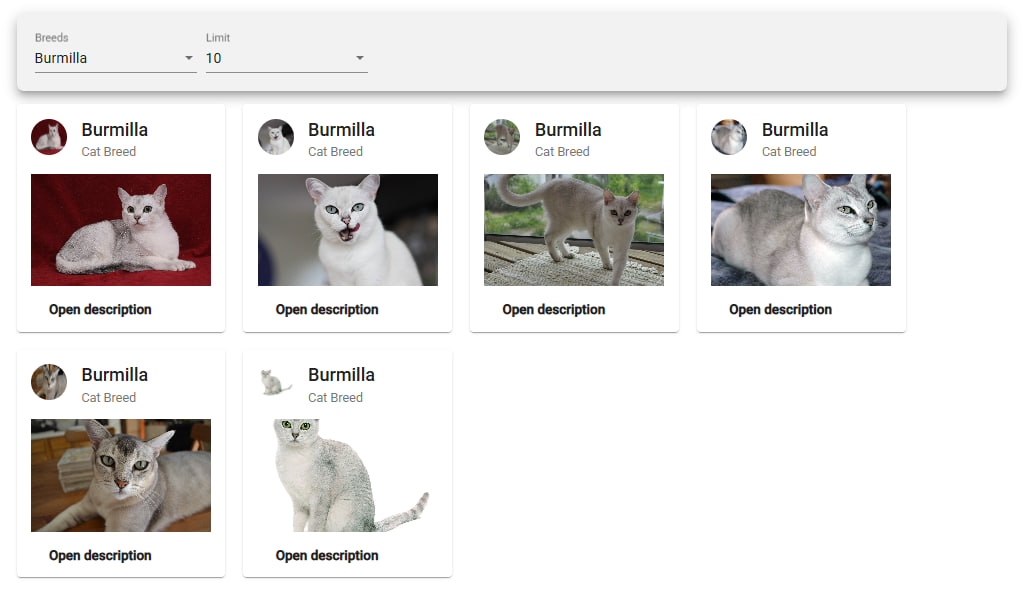 Breeds
Limit
Burmilla
10
Burmilla
Cat Breed
Burmilla
Cat Breed
Burmilla
Cat Breed
Burmilla
Cat Breed
Open description
Open description
Open description
Open description
Burmilla
Cat Breed
Burmilla
Cat Breed
Open description
Open description